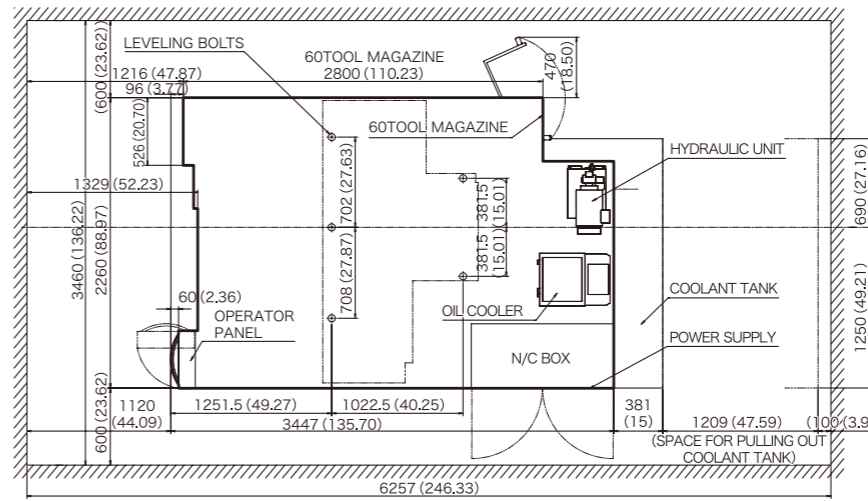 LEVELING BOLTS
60TOOL MAGAZINE
(600 (23.62)
1216 (47.87)
2800 (110.23)
470
(18.50)
96 (3.77)
60TOOL MAGAZINE
526 (20.70)
HYDRAULIC UNIT
1329 (52.23)
702 (27.63)
381.5
(15.01)
690 (27.16)
3460 (136.22)
2260 (88.97)
708 (27.87)
381.5
(15.01)
1250 (49.21)
60 (2.36)
OPERATOR
PANEL
OIL COOLER
COOLANT TANK
POWER SUPPLY
N/C BOX
600 (23.62)
1120
(44.09)
1251.5 (49.27)
1022.5 (40.25)
381
(15)
1209 (47.59)
(100 (3.9
3447 (135.70)
(SPACE FOR PULLING OUT
COOLANT TANK)
6257 (246.33)